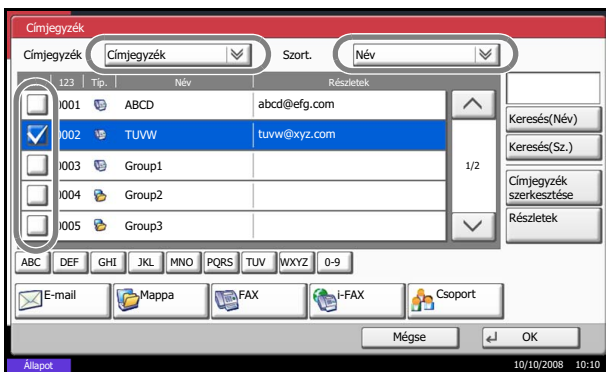 Címjegyzék
Címjegyzék Címjegyzék Szort. Név
123 Típ. Név Részletek
0001 ABCD abcd@efg.com
0002 TUVW tuvw@xyz.com
0003 Group1
0004 Group2
0005 Group3
1/2
Keresés(Név)
Keresés(Sz.)
Címjegyzék
szerkesztése
Részletek
ABC DEF GHI JKL MNO PQRS TUV WXYZ 0-9
E-mail Mappa FAX i-FAX Csoport
Mégse OK
Állapot 10/10/2008 10:10